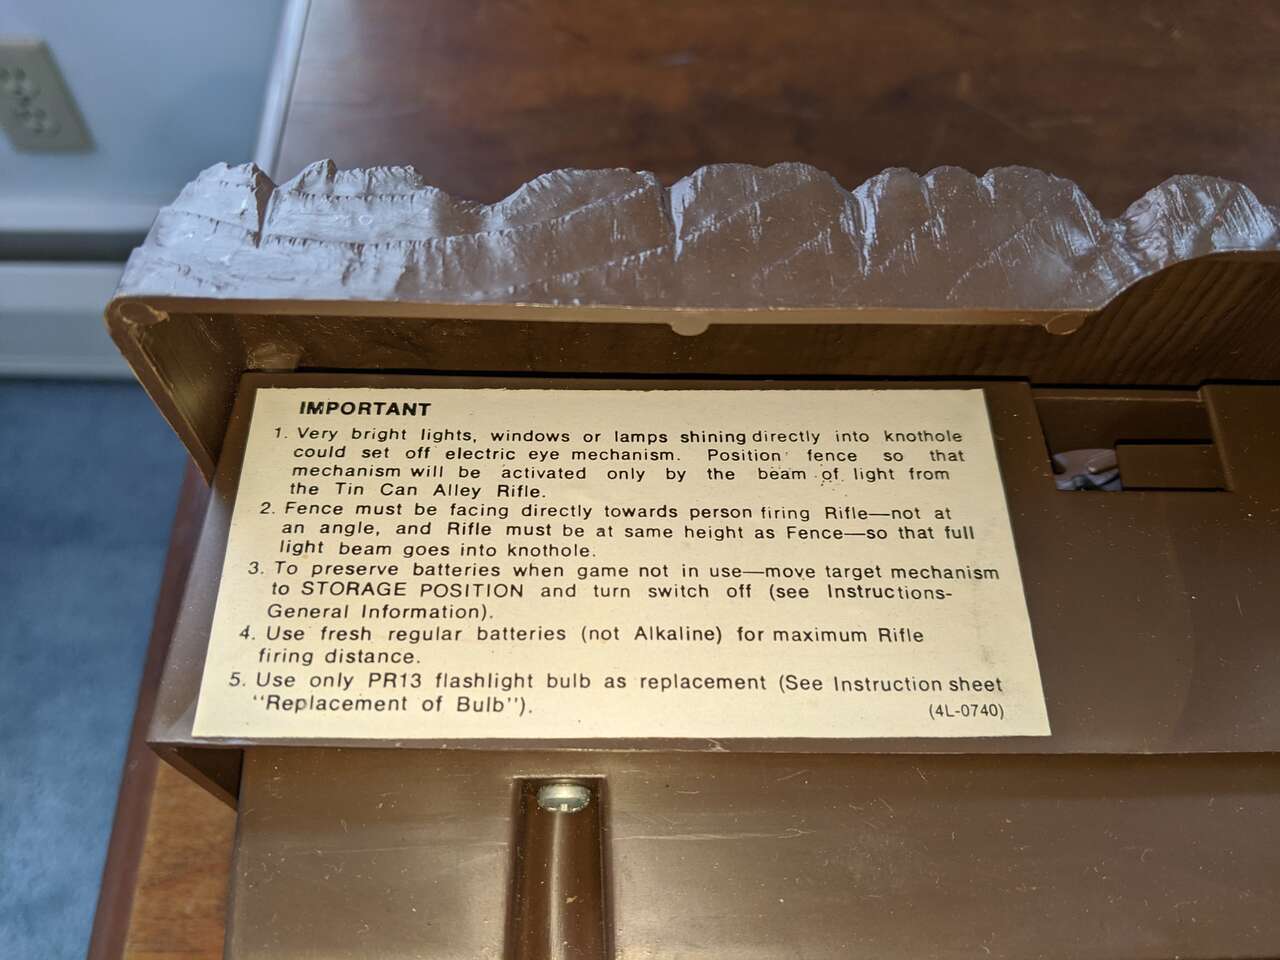 IMPORTANT
1. Very bright lights, windows or lamps shining directly into knothole
could set off electric eye mechanism. Position fence so that
mechanism will be activated only by the beam of light from
the Tin Can Alley Rifle.
2. Fence must be facing directly towards person firing Rifle—not at
an angle, and Rifle must be at same height as Fence—so that full
light beam goes into knothole.
3. To preserve batteries when game not in use—move target mechanism
to STORAGE POSITION and turn switch off (see Instructions-
General Information).
4. Use fresh regular batteries (not Alkaline) for maximum Rifle
firing distance.
5. Use only PR13 flashlight bulb as replacement (See Instruction sheet
"Replacement of Bulb").
(4L-0740)